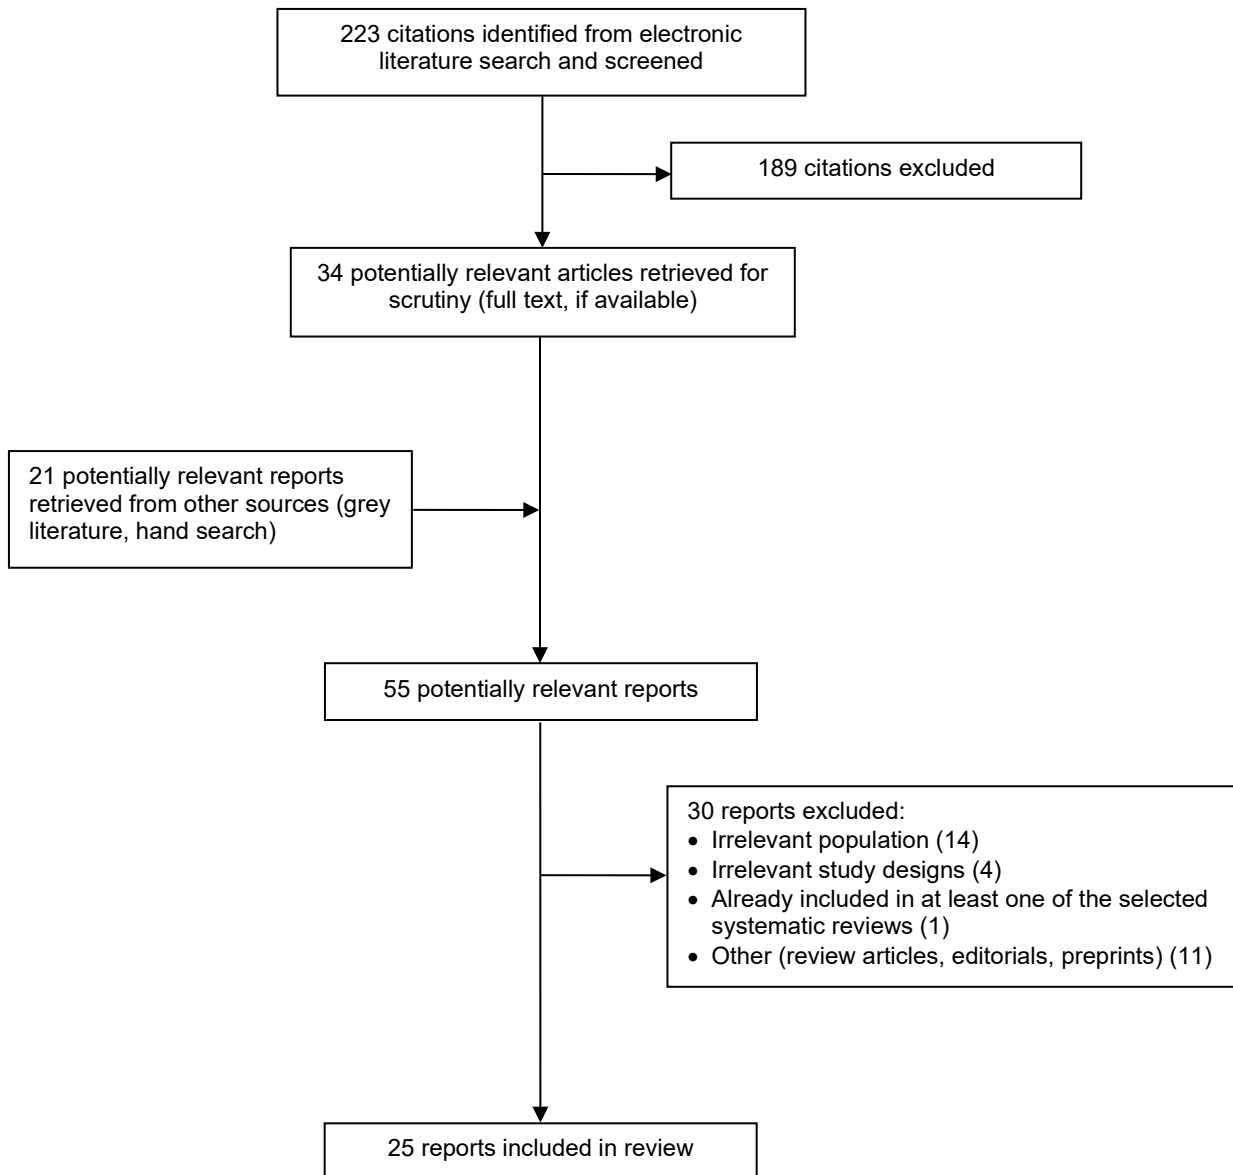 223 citations identified from electronic
literature search and screened
189 citations excluded
34 potentially relevant articles retrieved for
scrutiny (full text, if available)
21 potentially relevant reports
retrieved from other sources (grey
literature, hand search)
55 potentially relevant reports
30 reports excluded:
• Irrelevant population (14)
• Irrelevant study designs (4)
• Already included in at least one of the selected
systematic reviews (1)
• Other (review articles, editorials, preprints) (11)
25 reports included in review